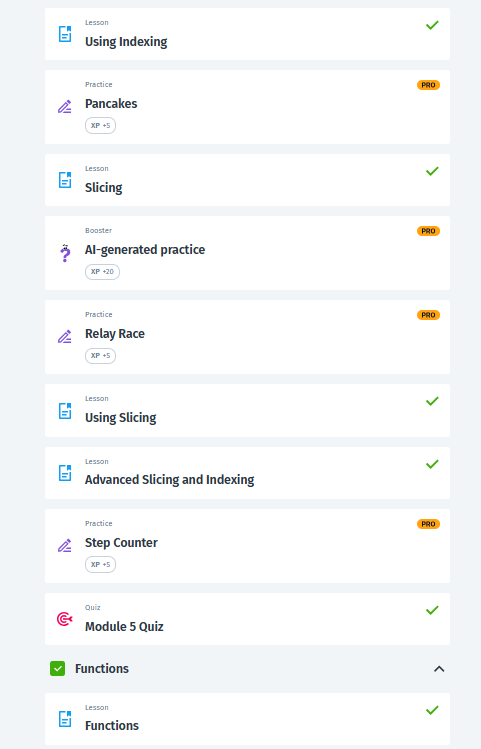 Lesson
Using Indexing
Practice
PRO
Pancakes
XP +5
Lesson
Slicing
Booster
PRO
AI-generated practice
XP +20
Practice
PRO
Relay Race
XP +5
Lesson
Using Slicing
Lesson
Advanced Slicing and Indexing
Practice
PRO
Step Counter
XP +5
Quiz
Module 5 Quiz
Functions
Lesson
Functions